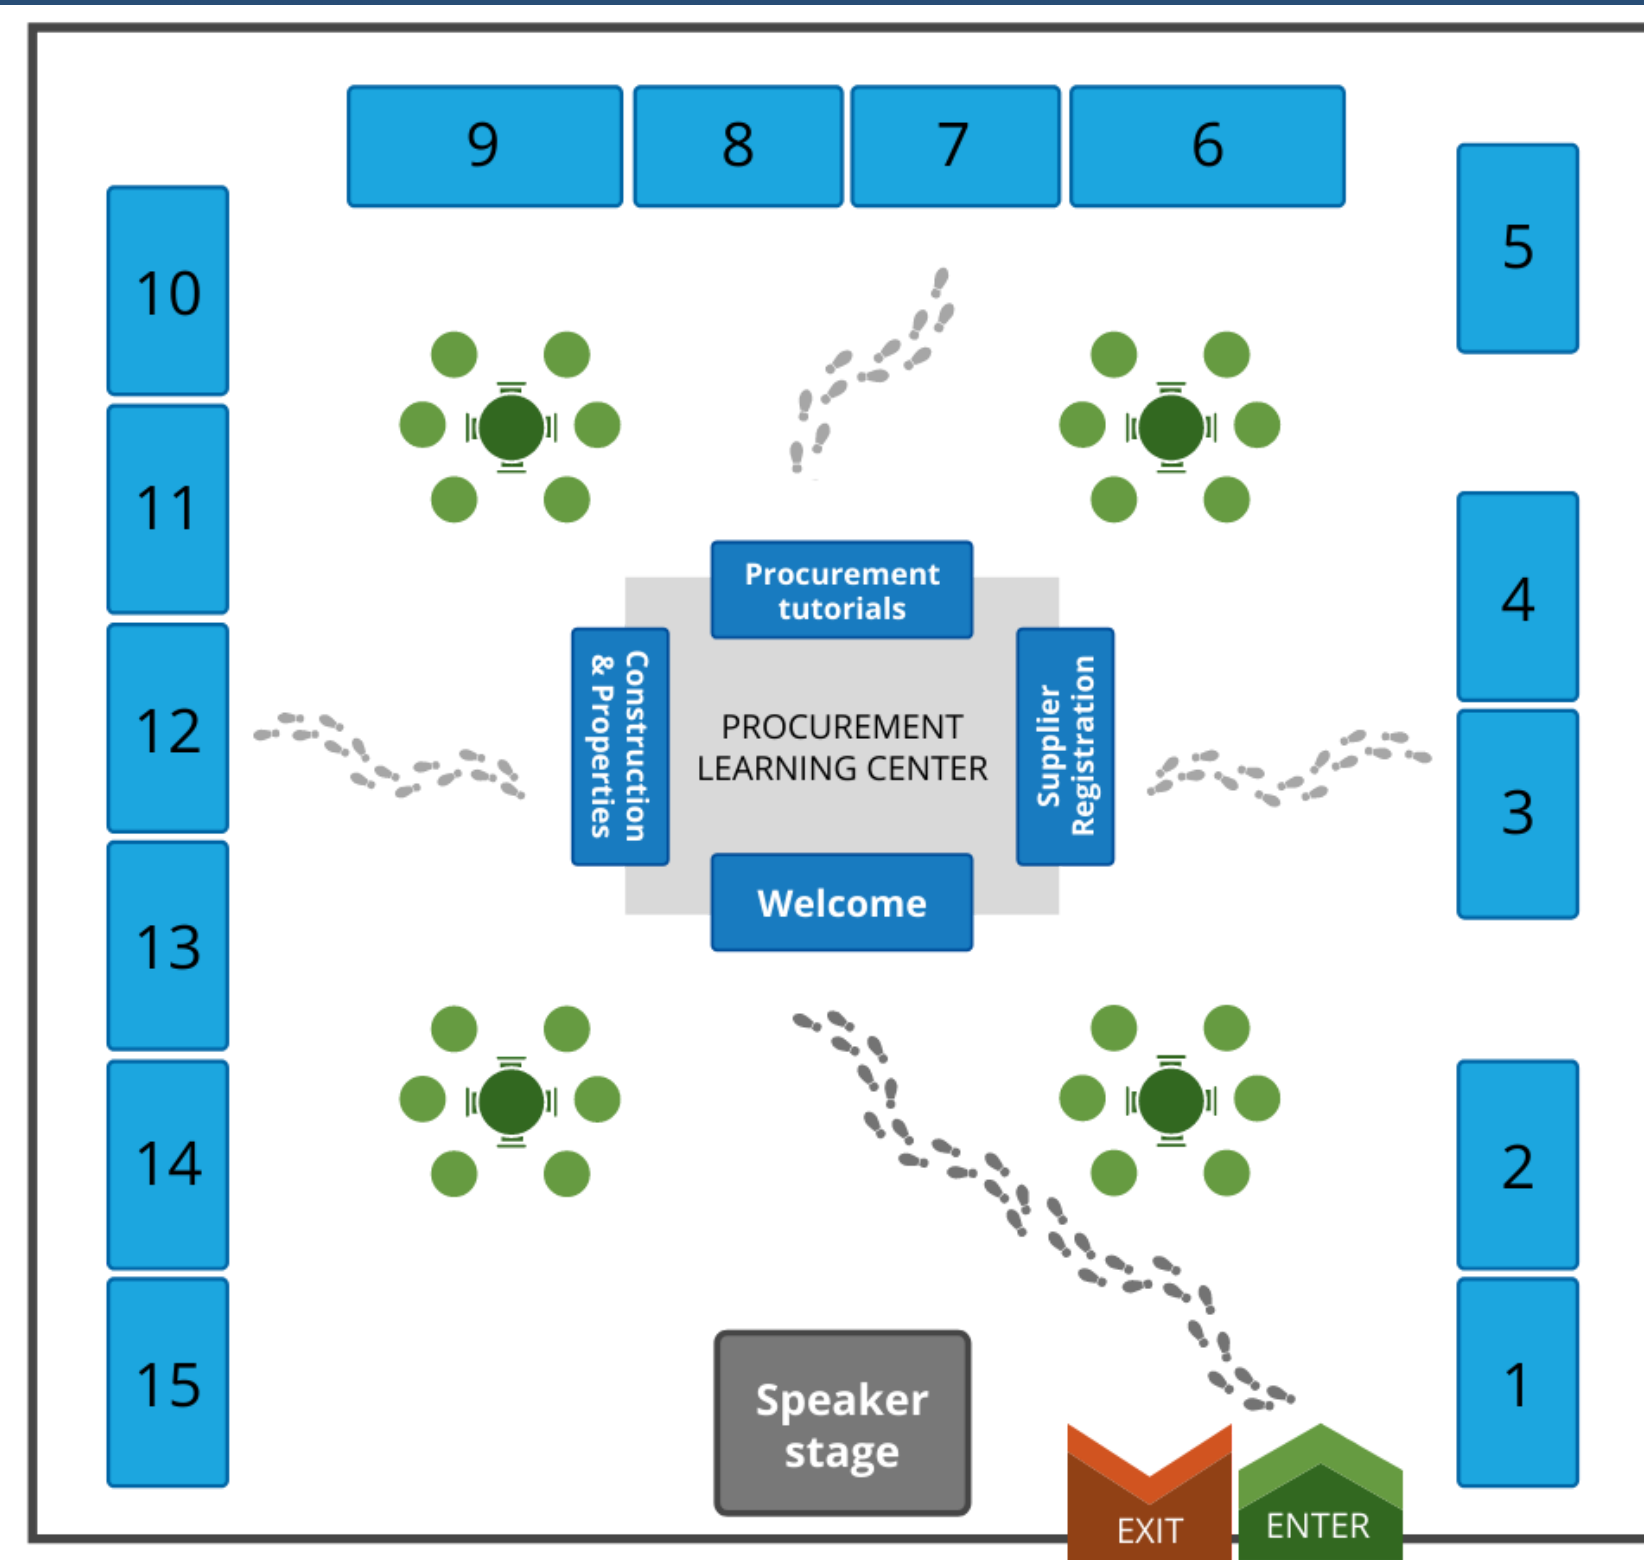 9
8
7
6
5
10
11
12
13
14
15
4
3
2
1
Procurement
tutorials
Construction
& Properties
PROCUREMENT
LEARNING CENTER
Supplier
Registration
Welcome
Speaker
stage
EXIT
ENTER